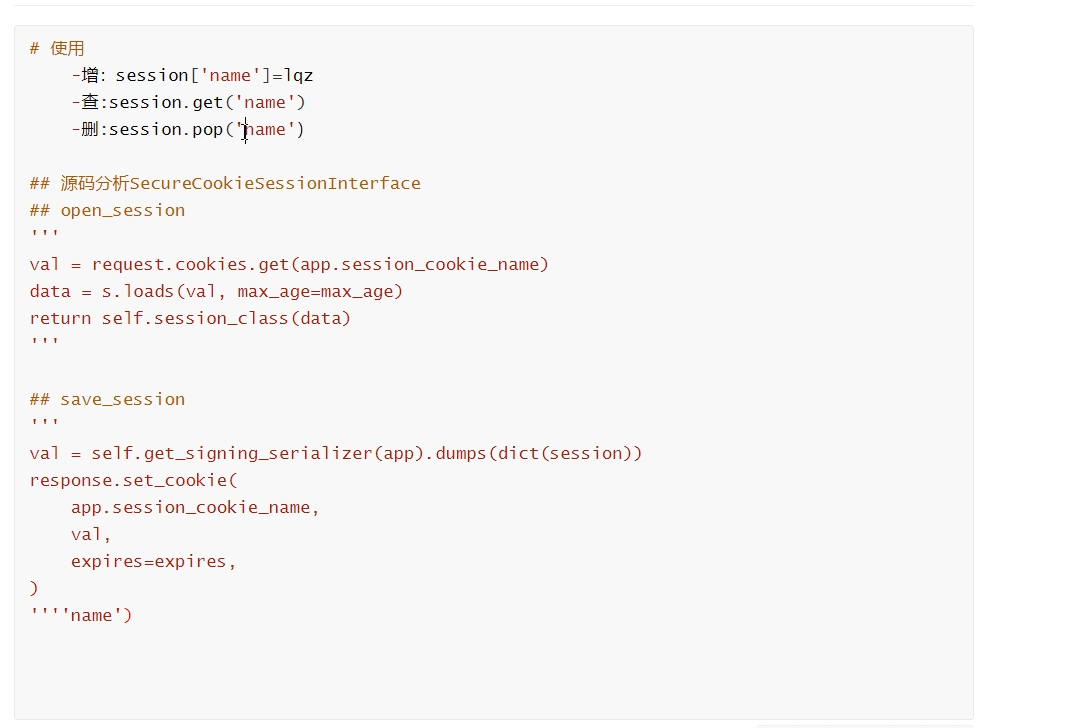 # 使用
-增：session['name']=lqz
-查:session.get('name')
-删:session.pop('name')
## 源码分析SecureCookieSessionInterface
## open_session
'''
val = request.cookies.get(app.session_cookie_name)
data = s.loads(val, max_age=max_age)
return self.session_class(data)
'''
## save_session
'''
val = self.get_signing_serializer(app).dumps(dict(session))
response.set_cookie(
app.session_cookie_name,
val,
expires=expires,
)
''''name')